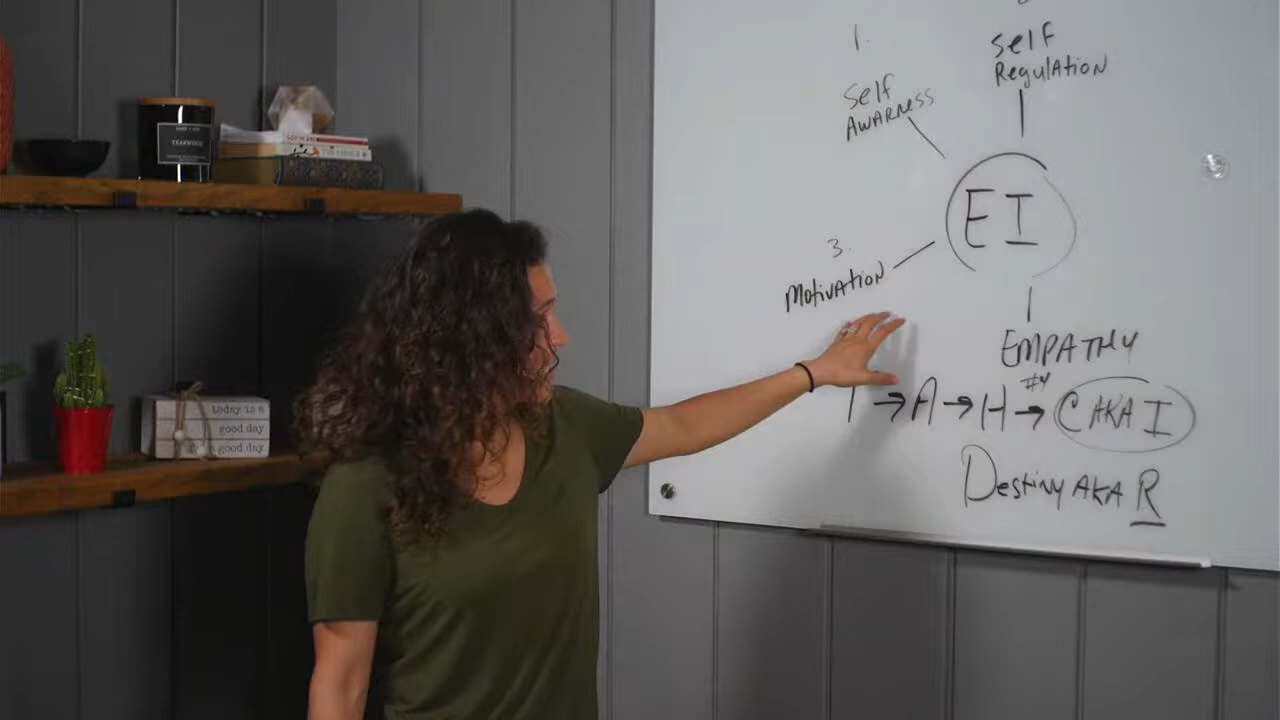 1.
Self
Regulation
Self
AWARNESS
EI
3.
Motivation
EMPATHY
#4
→ A → H → C AKA I
Destiny AKA R
TEAKWOOD
today is a
good day
a good day